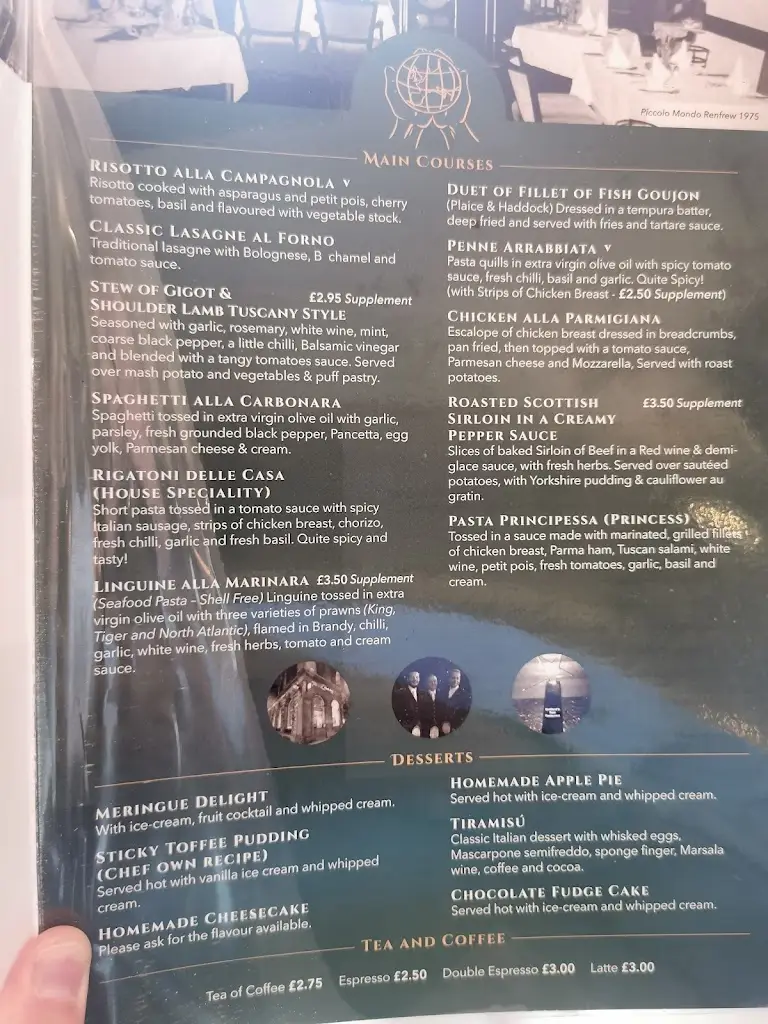 Piccolo Mondo Renfrew 1975
MAIN COURSES
RISOTTO ALLA CAMPAGNOLA V
Risotto cooked with asparagus and petit pois, cherry
tomatoes, basil and flavoured with vegetable stock.
CLASSIC LASAGNE AL FORNO
Traditional lasagne with Bolognese, B chamel and
tomato sauce.
STEW OF GIGOT & £2.95 Supplement
SHOULDER LAMB TUSCANY STYLE
Seasoned with garlic, rosemary, white wine, mint,
coarse black pepper, a little chilli, Balsamic vinegar
and blended with a tangy tomatoes sauce. Served
over mash potato and vegetables & puff pastry.
SPAGHETTI ALLA CARBONARA
Spaghetti tossed in extra virgin olive oil with garlic,
parsley, fresh grounded black pepper, Pancetta, egg
yolk, Parmesan cheese & cream.
RIGATONI DELLE CASA
(HOUSE SPECIALITY)
Short pasta tossed in a tomato sauce with spicy
Italian sausage, strips of chicken breast, chorizo,
fresh chilli, garlic and fresh basil. Quite spicy and
tasty!
LINGUINE ALLA MARINARA £3.50 Supplement
(Seafood Pasta – Shell Free) Linguine tossed in extra
virgin olive oil with three varieties of prawns (King,
Tiger and North Atlantic), flamed in Brandy, chilli,
garlic, white wine, fresh herbs, tomato and cream
sauce.
DUET OF FILLET OF FISH GOUJON
(Plaice & Haddock) Dressed in a tempura batter,
deep fried and served with fries and tartare sauce.
PENNE ARRABBIATA V
Pasta quills in extra virgin olive oil with spicy tomato
sauce, fresh chilli, basil and garlic. Quite Spicy!
(with Strips of Chicken Breast - £2.50 Supplement)
CHICKEN ALLA PARMIGIANA
Escalope of chicken breast dressed in breadcrumbs,
pan fried, then topped with a tomato sauce,
Parmesan cheese and Mozzarella, Served with roast
potatoes.
ROASTED SCOTTISH £3.50 Supplement
SIRLOIN IN A CREAMY
PEPPER SAUCE
Slices of baked Sirloin of Beef in a Red wine & demi-
glace sauce, with fresh herbs. Served over sautéed
potatoes, with Yorkshire pudding & cauliflower au
gratin.
PASTA PRINCIPESSA (PRINCESS)
Tossed in a sauce made with marinated, grilled fillets
of chicken breast, Parma ham, Tuscan salami, white
wine, petit pois, fresh tomatoes, garlic, basil and
cream.
DESSERTS
MERINGUE DELIGHT
With ice-cream, fruit cocktail and whipped cream.
STICKY TOFFEE PUDDING
(CHEF OWN RECIPE)
Served hot with vanilla ice cream and whipped
cream.
HOMEMADE CHEESECAKE
Please ask for the flavour available.
HOMEMADE APPLE PIE
Served hot with ice-cream and whipped cream.
TIRAMISÚ
Classic Italian dessert with whisked eggs,
Mascarpone semifreddo, sponge finger, Marsala
wine, coffee and cocoa.
CHOCOLATE FUDGE CAKE
Served hot with ice-cream and whipped cream.
TEA AND COFFEE
Tea of Coffee £2.75 Espresso £2.50 Double Espresso £3.00 Latte £3.00